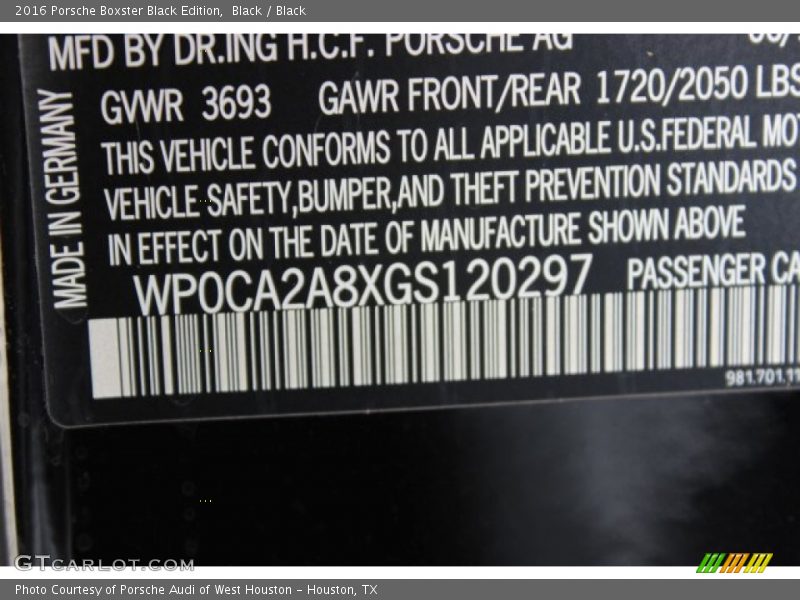 2016 Porsche Boxster Black Edition, Black / Black
MFD BY DR.ING H.C.F. PORSCHE AG
MADE IN GERMANY
GVWR 3693 GAWR FRONT/REAR 1720/2050 LBS
THIS VEHICLE CONFORMS TO ALL APPLICABLE U.S.FEDERAL MOT
VEHICLE SAFETY,BUMPER,AND THEFT PREVENTION STANDARDS
IN EFFECT ON THE DATE OF MANUFACTURE SHOWN ABOVE
WP0CA2A8XGS120297 PASSENGER CA
981.701.11
GTCARLOT.COM
Photo Courtesy of Porsche Audi of West Houston - Houston, TX